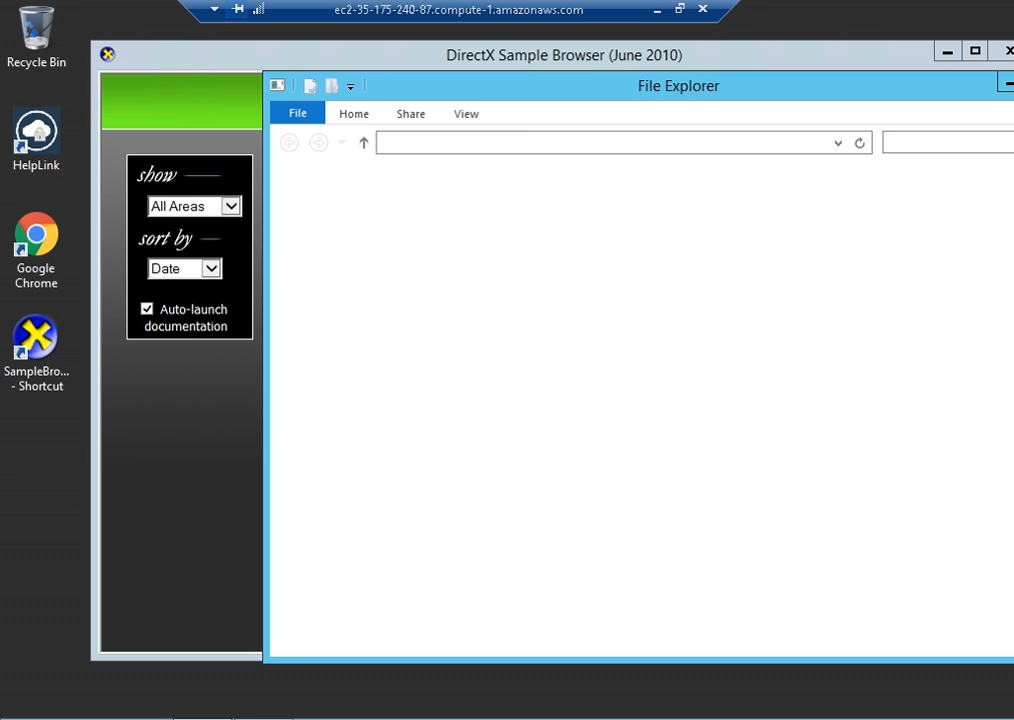 ec2-35-175-240-87.compute-1.amazonaws.com
Recycle Bin
HelpLink
Google
Chrome
SampleBro...
- Shortcut
DirectX Sample Browser (June 2010)
show
All Areas
sort by
Date
Auto-launch
documentation
File Explorer
File
Home
Share
View